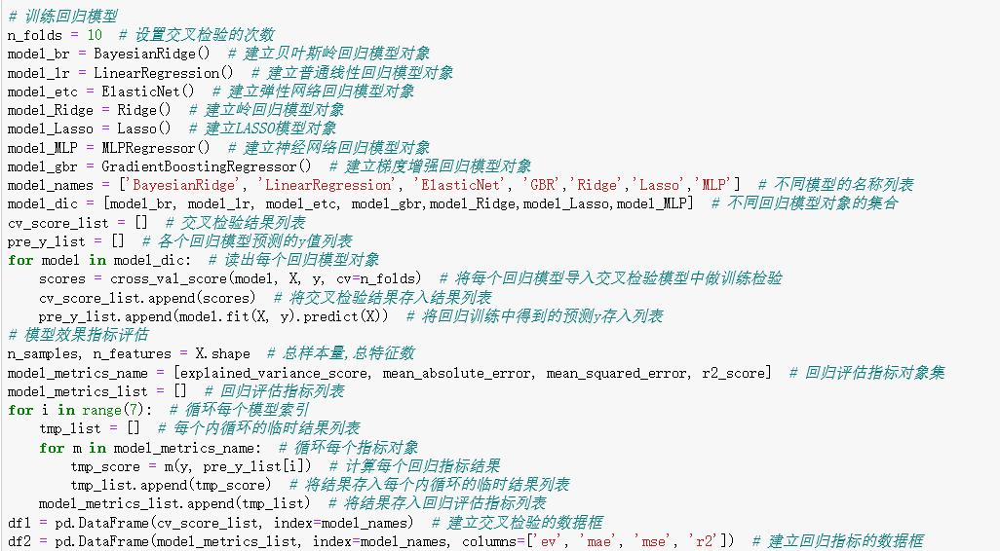 # 训练回归模型
n_folds = 10  # 设置交叉检验的次数
model_br = BayesianRidge()  # 建立贝叶斯岭回归模型对象
model_lr = LinearRegression()  # 建立普通线性回归模型对象
model_etc = ElasticNet()  # 建立弹性网络回归模型对象
model_Ridge = Ridge()  # 建立岭回归模型对象
model_Lasso = Lasso()  # 建立LASSO模型对象
model_MLP = MLPRegressor()  # 建立神经网络回归模型对象
model_gbr = GradientBoostingRegressor()  # 建立梯度增强回归模型对象
model_names = ['BayesianRidge', 'LinearRegression', 'ElasticNet', 'GBR','Ridge','Lasso','MLP']  # 不同模型的名称列表
model_dic = [model_br, model_lr, model_etc, model_gbr,model_Ridge,model_Lasso,model_MLP]  # 不同回归模型对象的集合
cv_score_list = []  # 交叉检验结果列表
pre_y_list = []  # 各个回归模型预测的y值列表
for model in model_dic:  # 读出每个回归模型对象
    scores = cross_val_score(model, X, y, cv=n_folds)  # 将每个回归模型导入交叉检验模型中做训练检验
    cv_score_list.append(scores)  # 将交叉检验结果存入结果列表
    pre_y_list.append(model.fit(X, y).predict(X))  # 将回归训练中得到的预测y存入列表
# 模型效果指标评估
n_samples, n_features = X.shape  # 总样本量,总特征数
model_metrics_name = [explained_variance_score, mean_absolute_error, mean_squared_error, r2_score]  # 回归评估指标对象集
model_metrics_list = []  # 回归评估指标列表
for i in range(7):  # 循环每个模型索引
    tmp_list = []  # 每个内循环的临时结果列表
    for m in model_metrics_name:  # 循环每个指标对象
        tmp_score = m(y, pre_y_list[i])  # 计算每个回归指标结果
        tmp_list.append(tmp_score)  # 将结果存入每个内循环的临时结果列表
    model_metrics_list.append(tmp_list)  # 将结果存入回归评估指标列表
df1 = pd.DataFrame(cv_score_list, index=model_names)  # 建立交叉检验的数据框
df2 = pd.DataFrame(model_metrics_list, index=model_names, columns=['ev', 'mae', 'mse', 'r2'])  # 建立回归指标的数据框